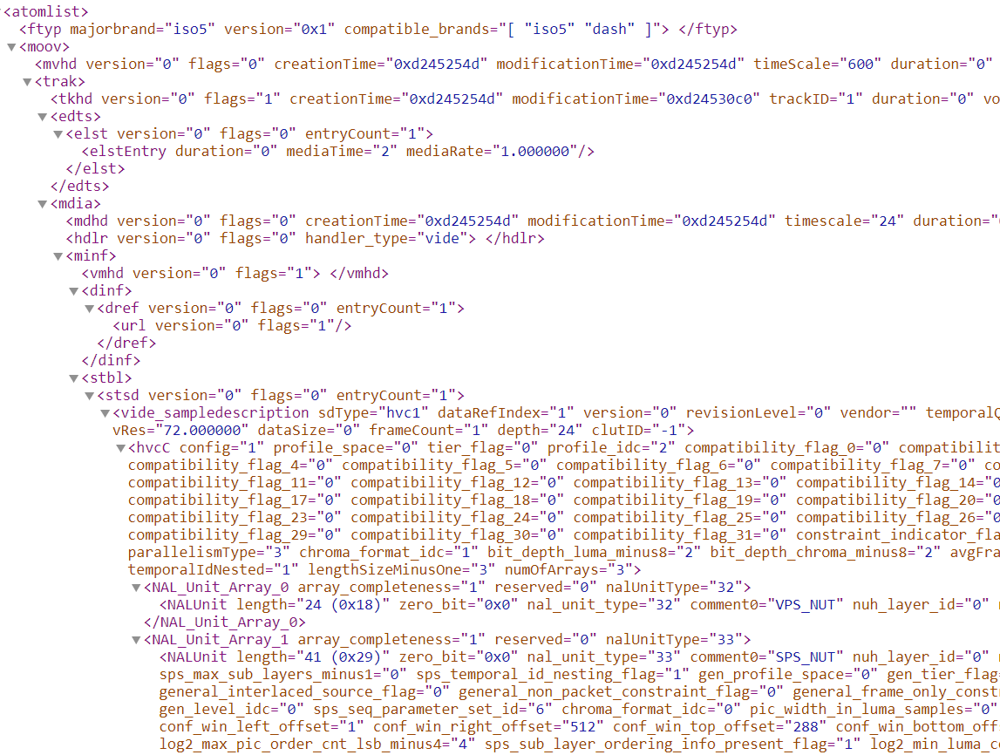 <atomlist>
<ftyp majorbrand="iso5" version="0x1" compatible_brands="[ "iso5" "dash" ]"> </ftyp>
▼<moov>
<mvhd version="0" flags="0" creationTime="0xd245254d" modificationTime="0xd245254d" timeScale="600" duration="0"
▼<trak>
<tkhd version="0" flags="1" creationTime="0xd245254d" modificationTime="0xd24530c0" trackID="1" duration="0" vo
▼<edts>
▼<elst version="0" flags="0" entryCount="1">
<elstEntry duration="0" mediaTime="2" mediaRate="1.000000"/>
</elst>
</edts>
▼<mdia>
<mdhd version="0" flags="0" creationTime="0xd245254d" modificationTime="0xd245254d" timescale="24" duration="
<hdlr version="0" flags="0" handler_type="vide"> </hdlr>
▼<minf>
<vmhd version="0" flags="1"> </vmhd>
▼<dinf>
▼<dref version="0" flags="0" entryCount="1">
<url version="0" flags="1"/>
</dref>
</dinf>
▼<stbl>
▼<stsd version="0" flags="0" entryCount="1">
▼<vide_sampledescription sdType="hvc1" dataRefIndex="1" version="0" revisionLevel="0" vendor="" temporalQ
vRes="72.000000" dataSize="0" frameCount="1" depth="24" clutID="-1">
▼<hvcC config="1" profile_space="0" tier_flag="0" profile_idc="2" compatibility_flag_0="0" compatibilit
compatibility_flag_4="0" compatibility_flag_5="0" compatibility_flag_6="0" compatibility_flag_7="0" co
compatibility_flag_11="0" compatibility_flag_12="0" compatibility_flag_13="0" compatibility_flag_14="0
compatibility_flag_17="0" compatibility_flag_18="0" compatibility_flag_19="0" compatibility_flag_20="0
compatibility_flag_23="0" compatibility_flag_24="0" compatibility_flag_25="0" compatibility_flag_26="0
compatibility_flag_29="0" compatibility_flag_30="0" compatibility_flag_31="0" constraint_indicator_fla
parallelismType="3" chroma_format_idc="1" bit_depth_luma_minus8="2" bit_depth_chroma_minus8="2" avgFra
temporalIdNested="1" lengthSizeMinusOne="3" numOfArrays="3">
▼<NAL_Unit_Array_0 array_completeness="1" reserved="0" nalUnitType="32">
<NALUnit length="24 (0x18)" zero_bit="0x0" nal_unit_type="32" comment0="VPS_NUT" nuh_layer_id="0"
</NAL_Unit_Array_0>
▼<NAL_Unit_Array_1 array_completeness="1" reserved="0" nalUnitType="33">
<NALUnit length="41 (0x29)" zero_bit="0x0" nal_unit_type="33" comment0="SPS_NUT" nuh_layer_id="0"
sps_max_sub_layers_minus1="0" sps_temporal_id_nesting_flag="1" gen_profile_space="0" gen_tier_flag
general_interlaced_source_flag="0" general_non_packet_constraint_flag="0" general_frame_only_const
gen_level_idc="0" sps_seq_parameter_set_id="6" chroma_format_idc="0" pic_width_in_luma_samples="0"
conf_win_left_offset="1" conf_win_right_offset="512" conf_win_top_offset="288" conf_win_bottom_off
log2_max_pic_order_cnt_lsb_minus4="4" sps_sub_layer_ordering_info_present_flag="1" log2_min_luma_c